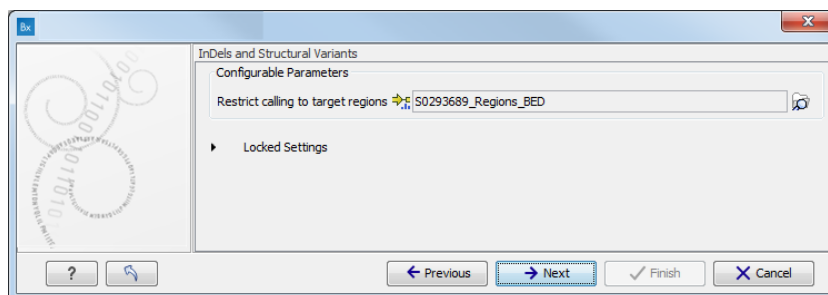 Bx
InDels and Structural Variants
Configurable Parameters
Restrict calling to target regions S0293689_Regions_BED
Locked Settings
? Previous Next Finish Cancel